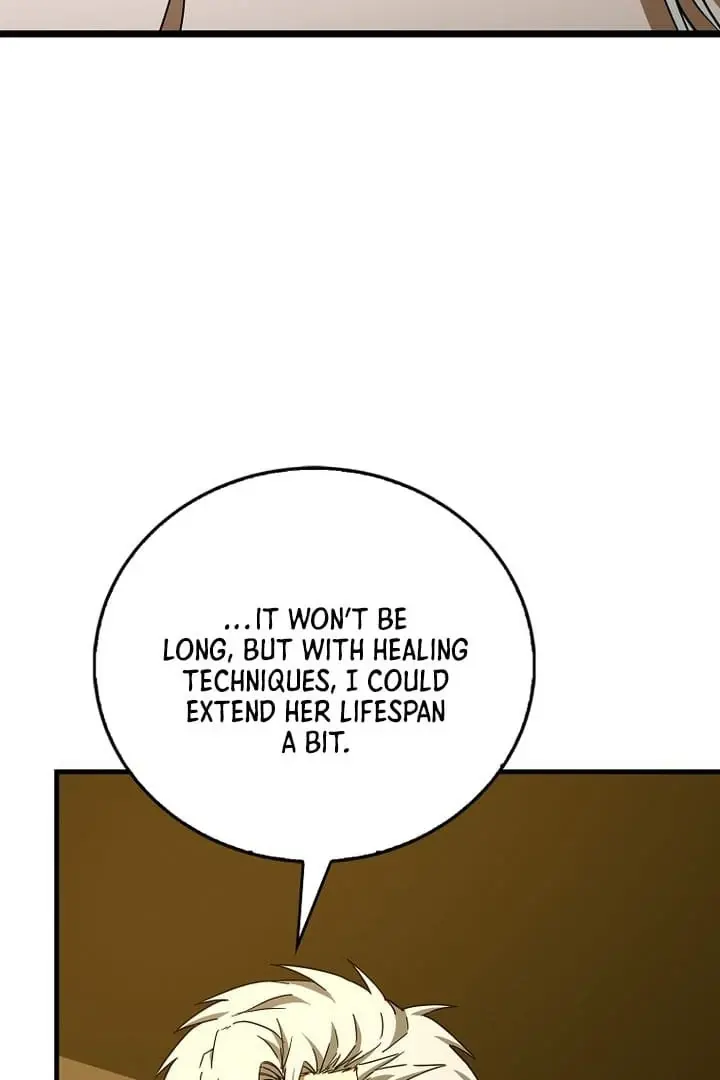 ...IT WON'T BE
LONG, BUT WITH HEALING
TECHNIQUES, I COULD
EXTEND HER LIFESPAN
A BIT.